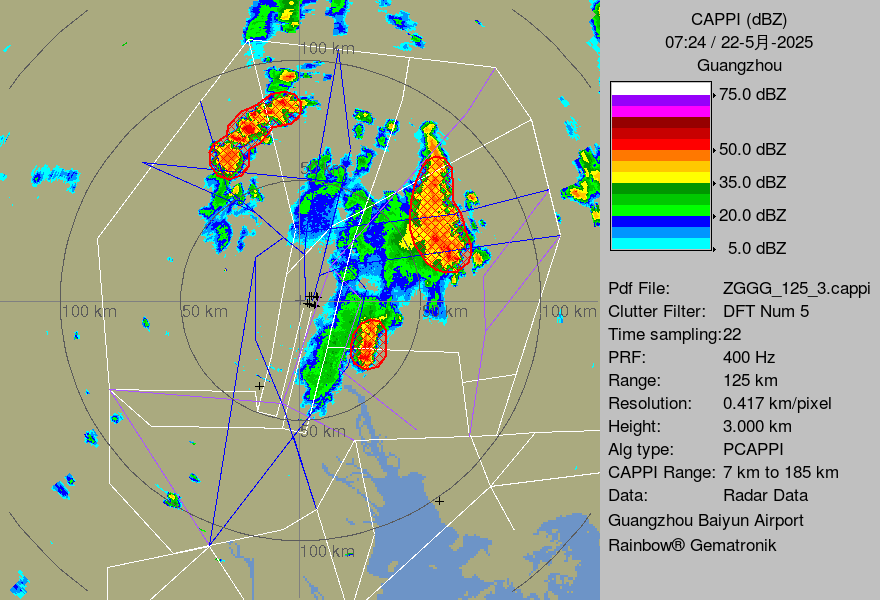 CAPPI (dBZ)
07:24 / 22-5月-2025
Guangzhou
75.0 dBZ
50.0 dBZ
35.0 dBZ
20.0 dBZ
5.0 dBZ
Pdf File: ZGGG_125_3.cappi
Clutter Filter: DFT Num 5
Time sampling:22
PRF: 400 Hz
Range: 125 km
Resolution: 0.417 km/pixel
Height: 3.000 km
Alg type: PCAPPI
CAPPI Range: 7 km to 185 km
Data: Radar Data
Guangzhou Baiyun Airport
Rainbow® Gematronik
100 km
100 km
50 km
100 km
50 km
100 km